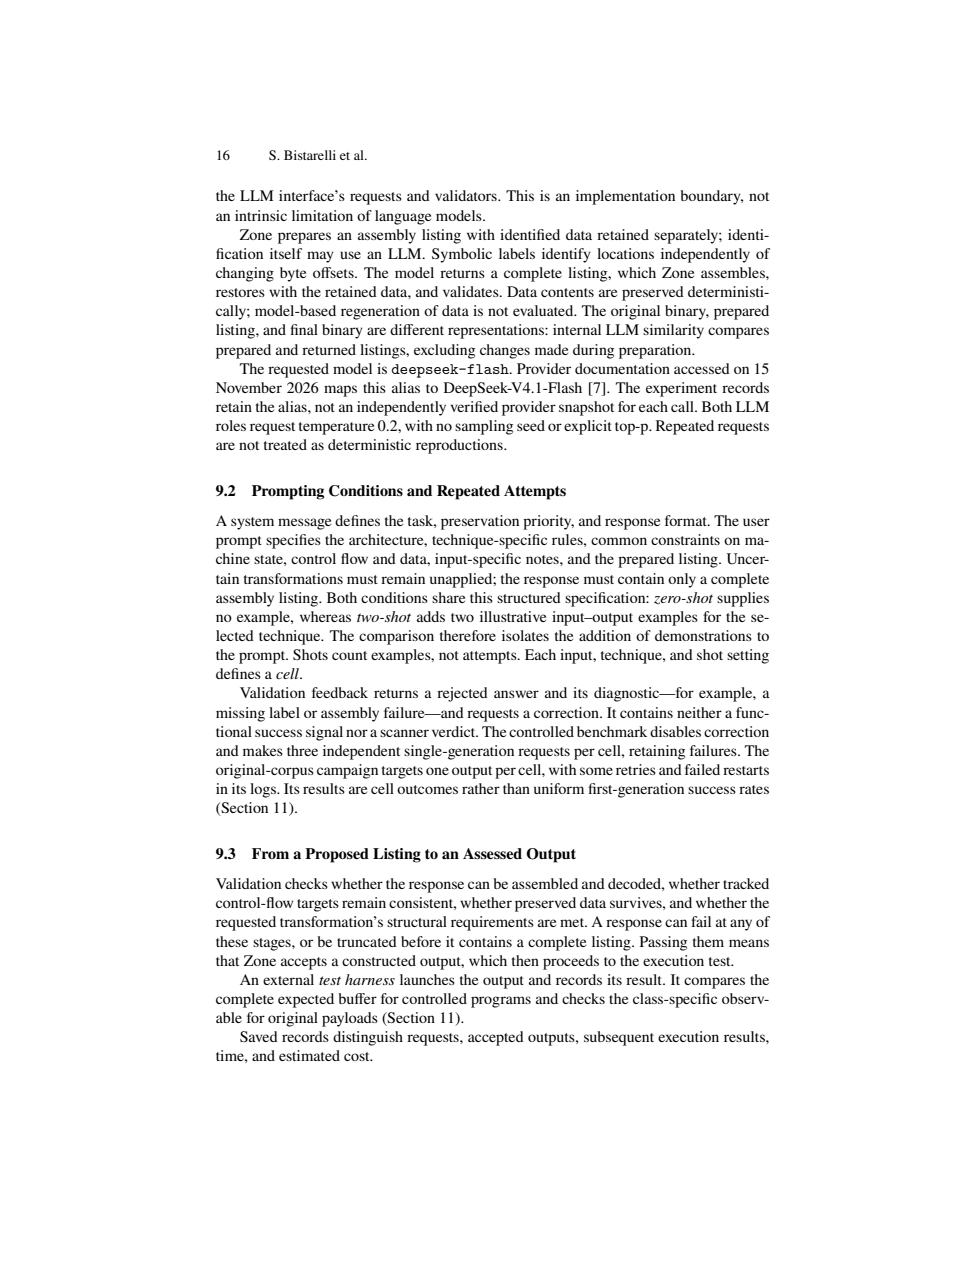 16 S. Bistarelli et al.
the LLM interface's requests and validators. This is an implementation boundary, not
an intrinsic limitation of language models.
Zone prepares an assembly listing with identified data retained separately; identi-
fication itself may use an LLM. Symbolic labels identify locations independently of
changing byte offsets. The model returns a complete listing, which Zone assembles,
restores with the retained data, and validates. Data contents are preserved deterministi-
cally; model-based regeneration of data is not evaluated. The original binary, prepared
listing, and final binary are different representations: internal LLM similarity compares
prepared and returned listings, excluding changes made during preparation.
The requested model is deepseek-flash. Provider documentation accessed on 15
November 2026 maps this alias to DeepSeek-V4.1-Flash [7]. The experiment records
retain the alias, not an independently verified provider snapshot for each call. Both LLM
roles request temperature 0.2, with no sampling seed or explicit top-p. Repeated requests
are not treated as deterministic reproductions.
9.2 Prompting Conditions and Repeated Attempts
A system message defines the task, preservation priority, and response format. The user
prompt specifies the architecture, technique-specific rules, common constraints on ma-
chine state, control flow and data, input-specific notes, and the prepared listing. Uncer-
tain transformations must remain unapplied; the response must contain only a complete
assembly listing. Both conditions share this structured specification: zero-shot supplies
no example, whereas two-shot adds two illustrative input–output examples for the se-
lected technique. The comparison therefore isolates the addition of demonstrations to
the prompt. Shots count examples, not attempts. Each input, technique, and shot setting
defines a cell.
Validation feedback returns a rejected answer and its diagnostic—for example, a
missing label or assembly failure—and requests a correction. It contains neither a func-
tional success signal nor a scanner verdict. The controlled benchmark disables correction
and makes three independent single-generation requests per cell, retaining failures. The
original-corpus campaign targets one output per cell, with some retries and failed restarts
in its logs. Its results are cell outcomes rather than uniform first-generation success rates
(Section 11).
9.3 From a Proposed Listing to an Assessed Output
Validation checks whether the response can be assembled and decoded, whether tracked
control-flow targets remain consistent, whether preserved data survives, and whether the
requested transformation's structural requirements are met. A response can fail at any of
these stages, or be truncated before it contains a complete listing. Passing them means
that Zone accepts a constructed output, which then proceeds to the execution test.
An external test harness launches the output and records its result. It compares the
complete expected buffer for controlled programs and checks the class-specific observ-
able for original payloads (Section 11).
Saved records distinguish requests, accepted outputs, subsequent execution results,
time, and estimated cost.